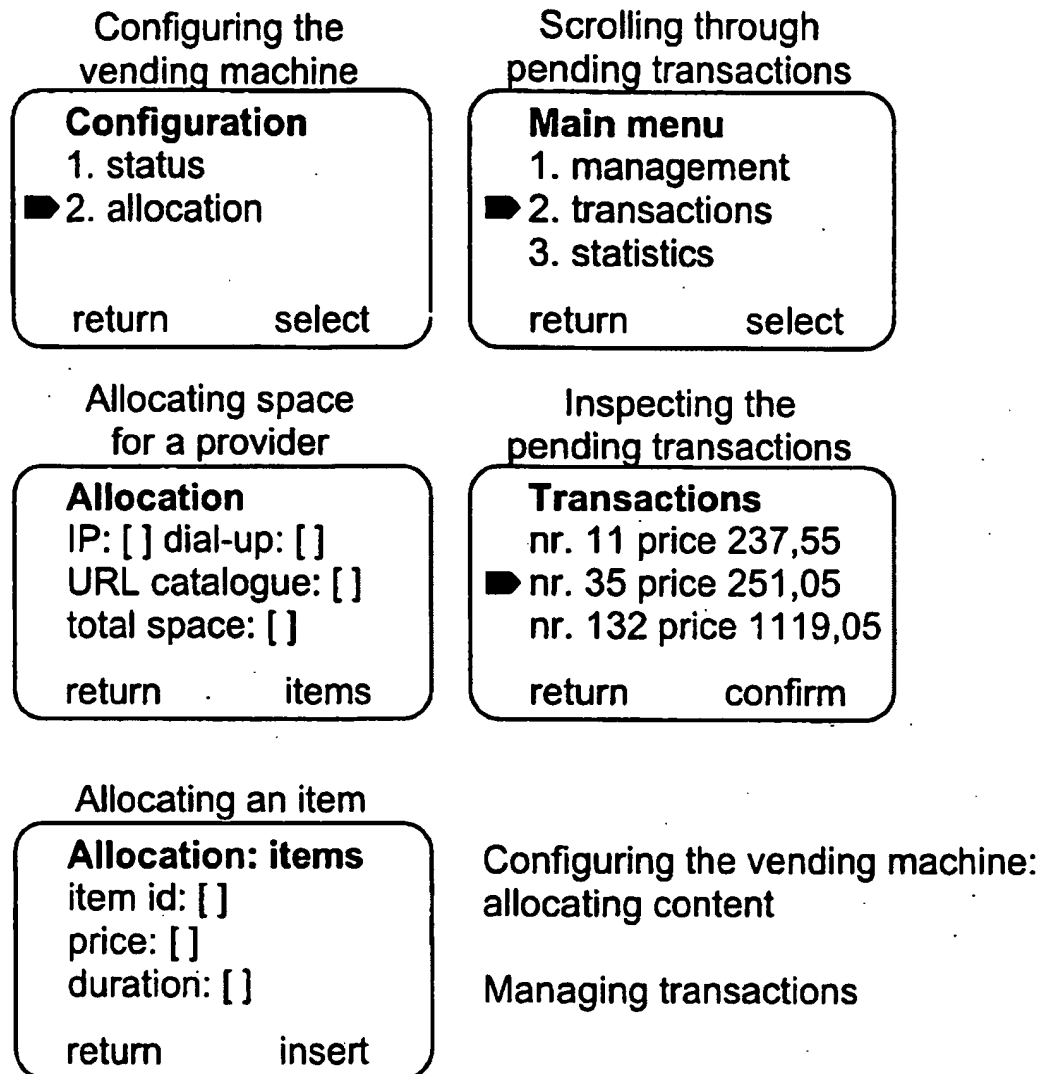 Configuring the
vending machine
Configuration
1. status
2. allocation
return select
Scrolling through
pending transactions
Main menu
1. management
2. transactions
3. statistics
return select
Allocating space
for a provider
Allocation
IP: [ ] dial-up: [ ]
URL catalogue: [ ]
total space: [ ]
return items
Inspecting the
pending transactions
Transactions
nr. 11 price 237,55
nr. 35 price 251,05
nr. 132 price 1119,05
return confirm
Allocating an item
Allocation: items
item id: [ ]
price: [ ]
duration: [ ]
return insert
Configuring the vending machine:
allocating content
Managing transactions